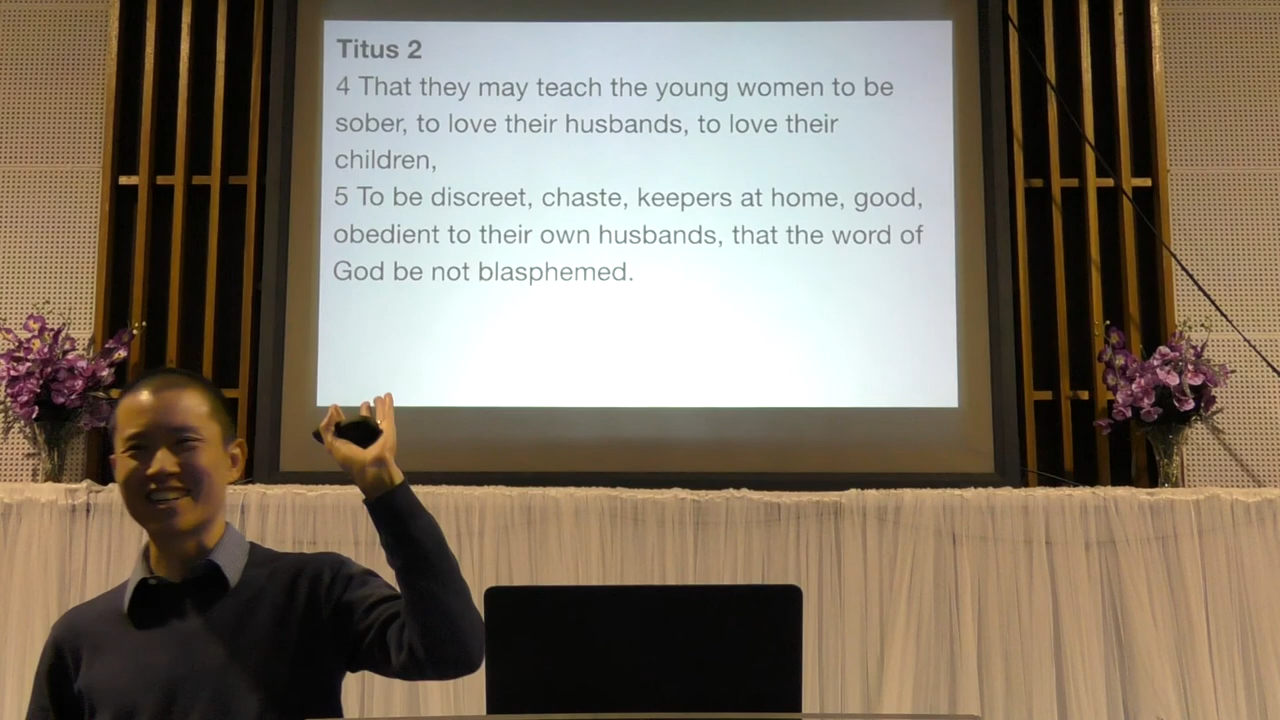 Titus 2
4 That they may teach the young women to be
sober, to love their husbands, to love their
children,
5 To be discreet, chaste, keepers at home, good,
obedient to their own husbands, that the word of
God be not blasphemed.